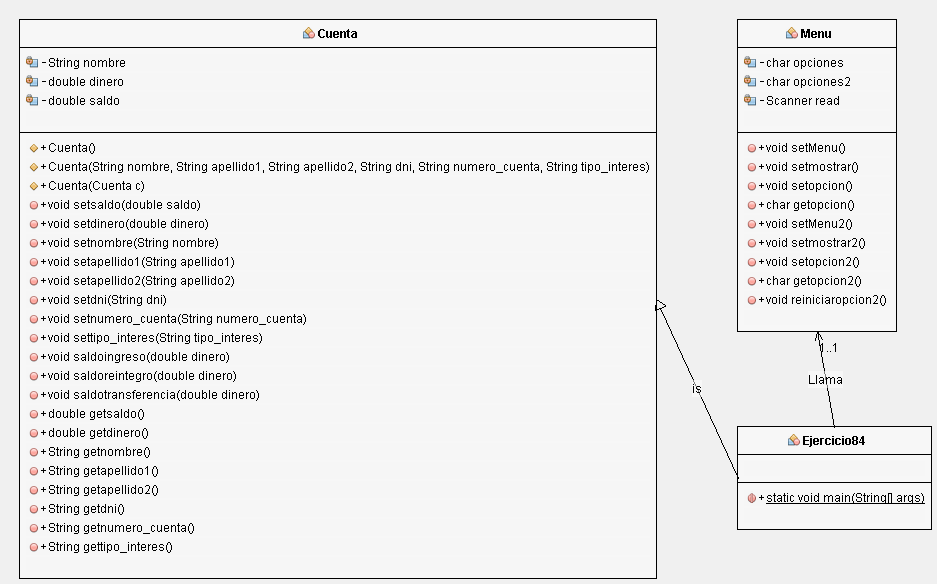 Cuenta
-String nombre
-double dinero
-double saldo
+Cuenta()
+Cuenta(String nombre, String apellido1, String apellido2, String dni, String numero_cuenta, String tipo_interes)
+Cuenta(Cuenta c)
+void setsaldo(double saldo)
+void setdinero(double dinero)
+void setnombre(String nombre)
+void setapellido1(String apellido1)
+void setapellido2(String apellido2)
+void setdni(String dni)
+void setnumero_cuenta(String numero_cuenta)
+void settipo_interes(String tipo_interes)
+void saldoingreso(double dinero)
+void saldoreintegro(double dinero)
+void saldotransferencia(double dinero)
+double getsaldo()
+double getdinero()
+String getnombre()
+String getapellido1()
+String getapellido2()
+String getdni()
+String getnumero_cuenta()
+String gettipo_interes()
is
Menu
-char opciones
-char opciones2
-Scanner read
+void setMenu()
+void setmostrar()
+void setopcion()
+char getopcion()
+void setMenu2()
+void setmostrar2()
+void setopcion2()
+char getopcion2()
+void reiniciaropcion2()
1..1
Llama
Ejercicio84
+static void main(String[] args)